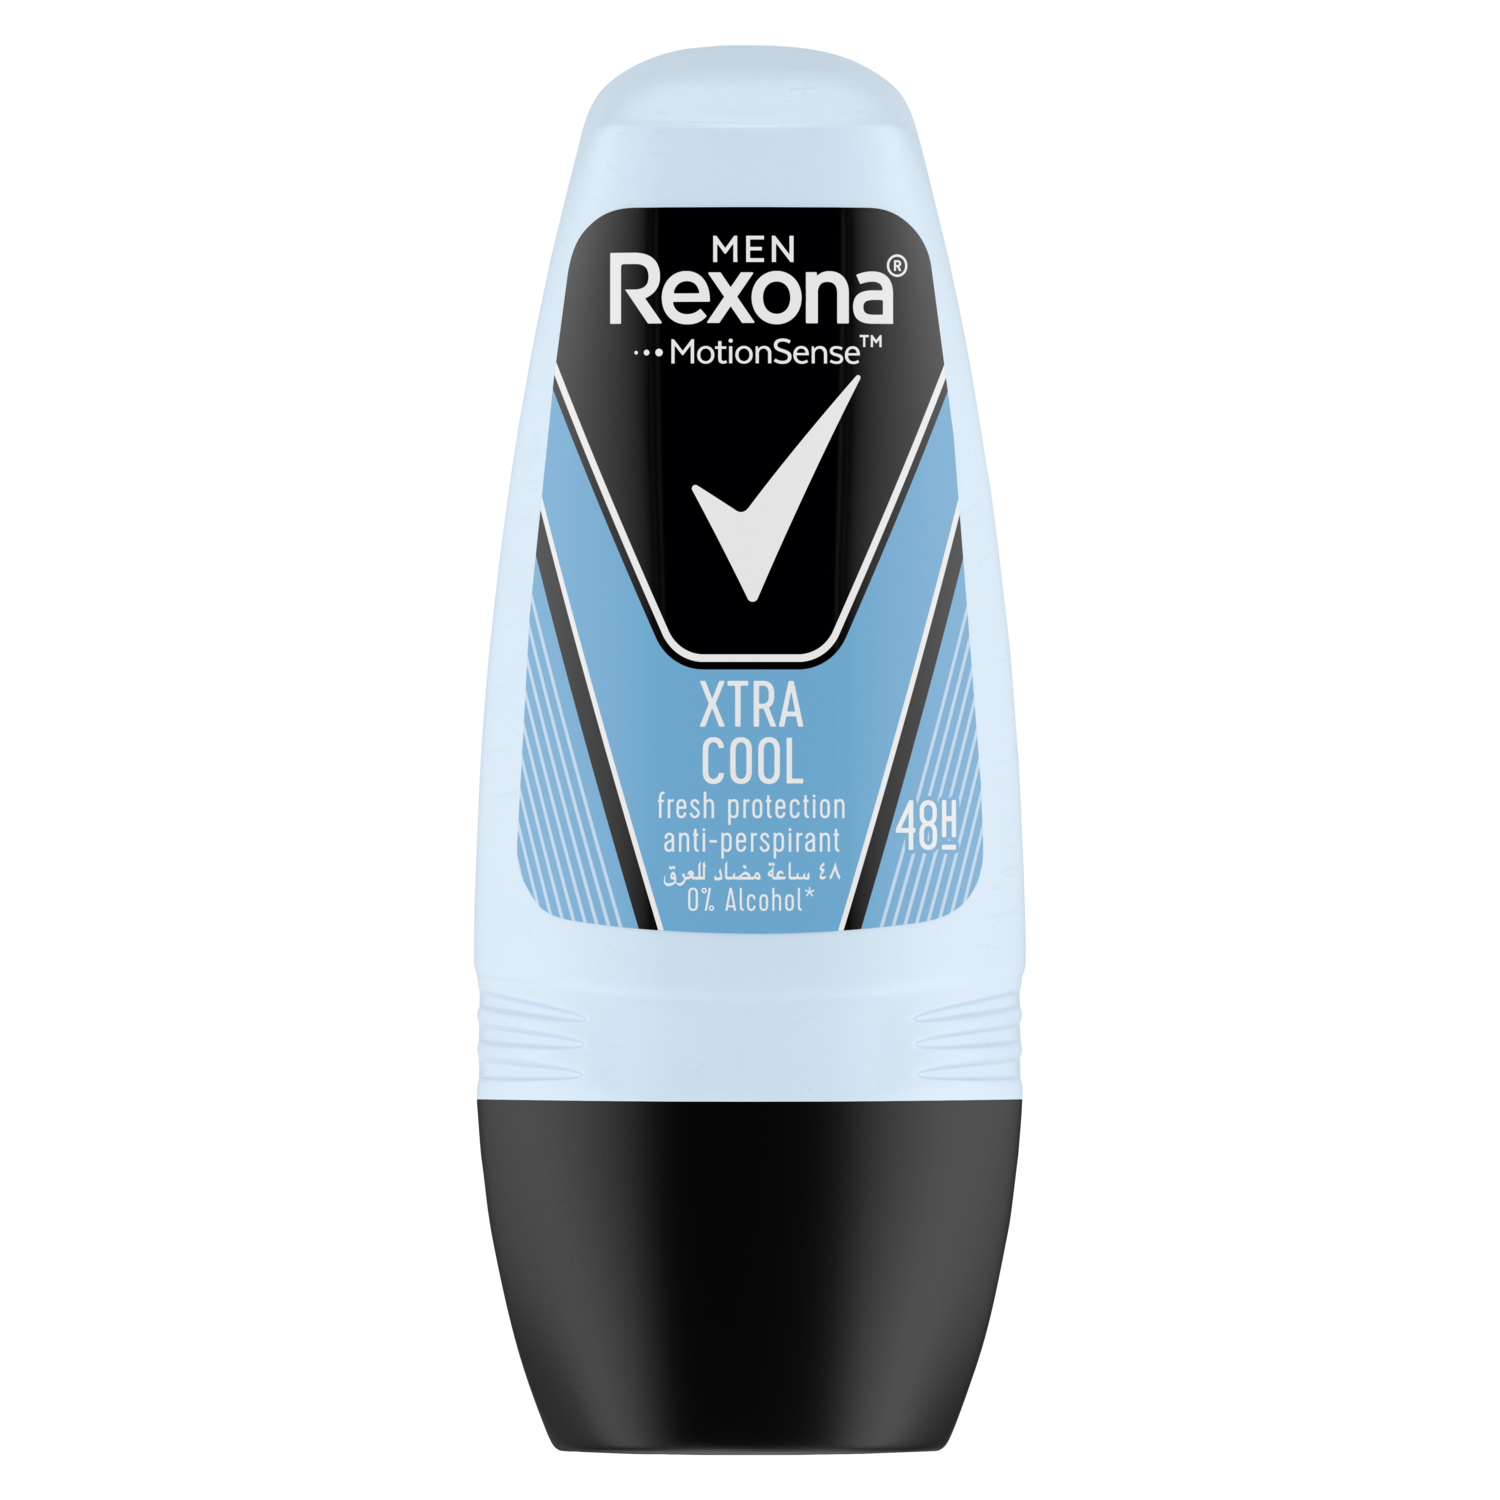 MEN
Rexona®
MotionSense™
XTRA
COOL
fresh protection
anti-perspirant
٤٨ ساعة مضاد للعرق
0% Alcohol*
48H